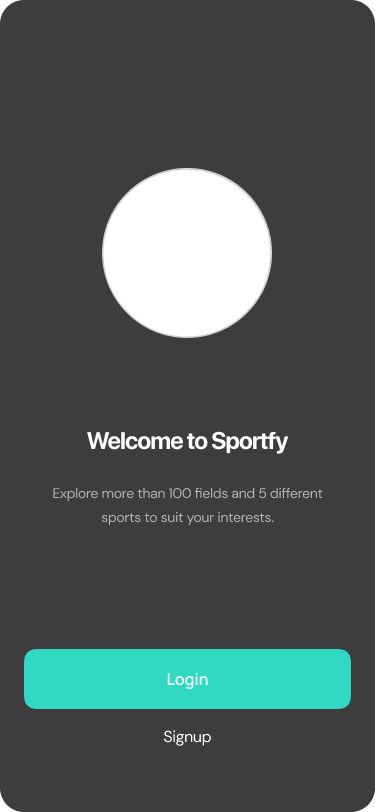 Welcome to Sportfy
Explore more than 100 fields and 5 different
sports to suit your interests.
Login
Signup